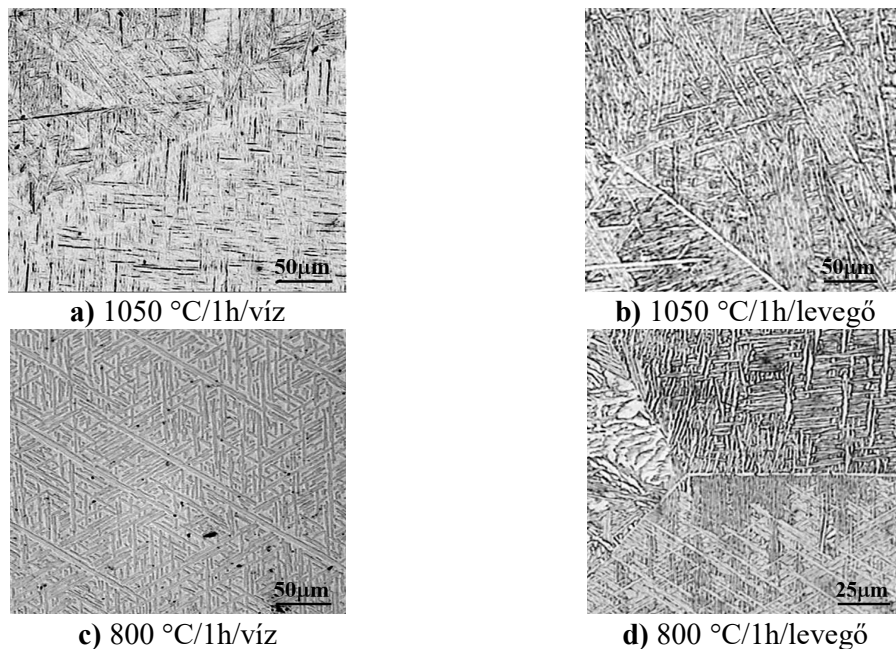 50μm
50μm
a) 1050 °C/1h/víz
b) 1050 °C/1h/levegő
50μm
25μm
c) 800 °C/1h/víz
d) 800 °C/1h/levegő